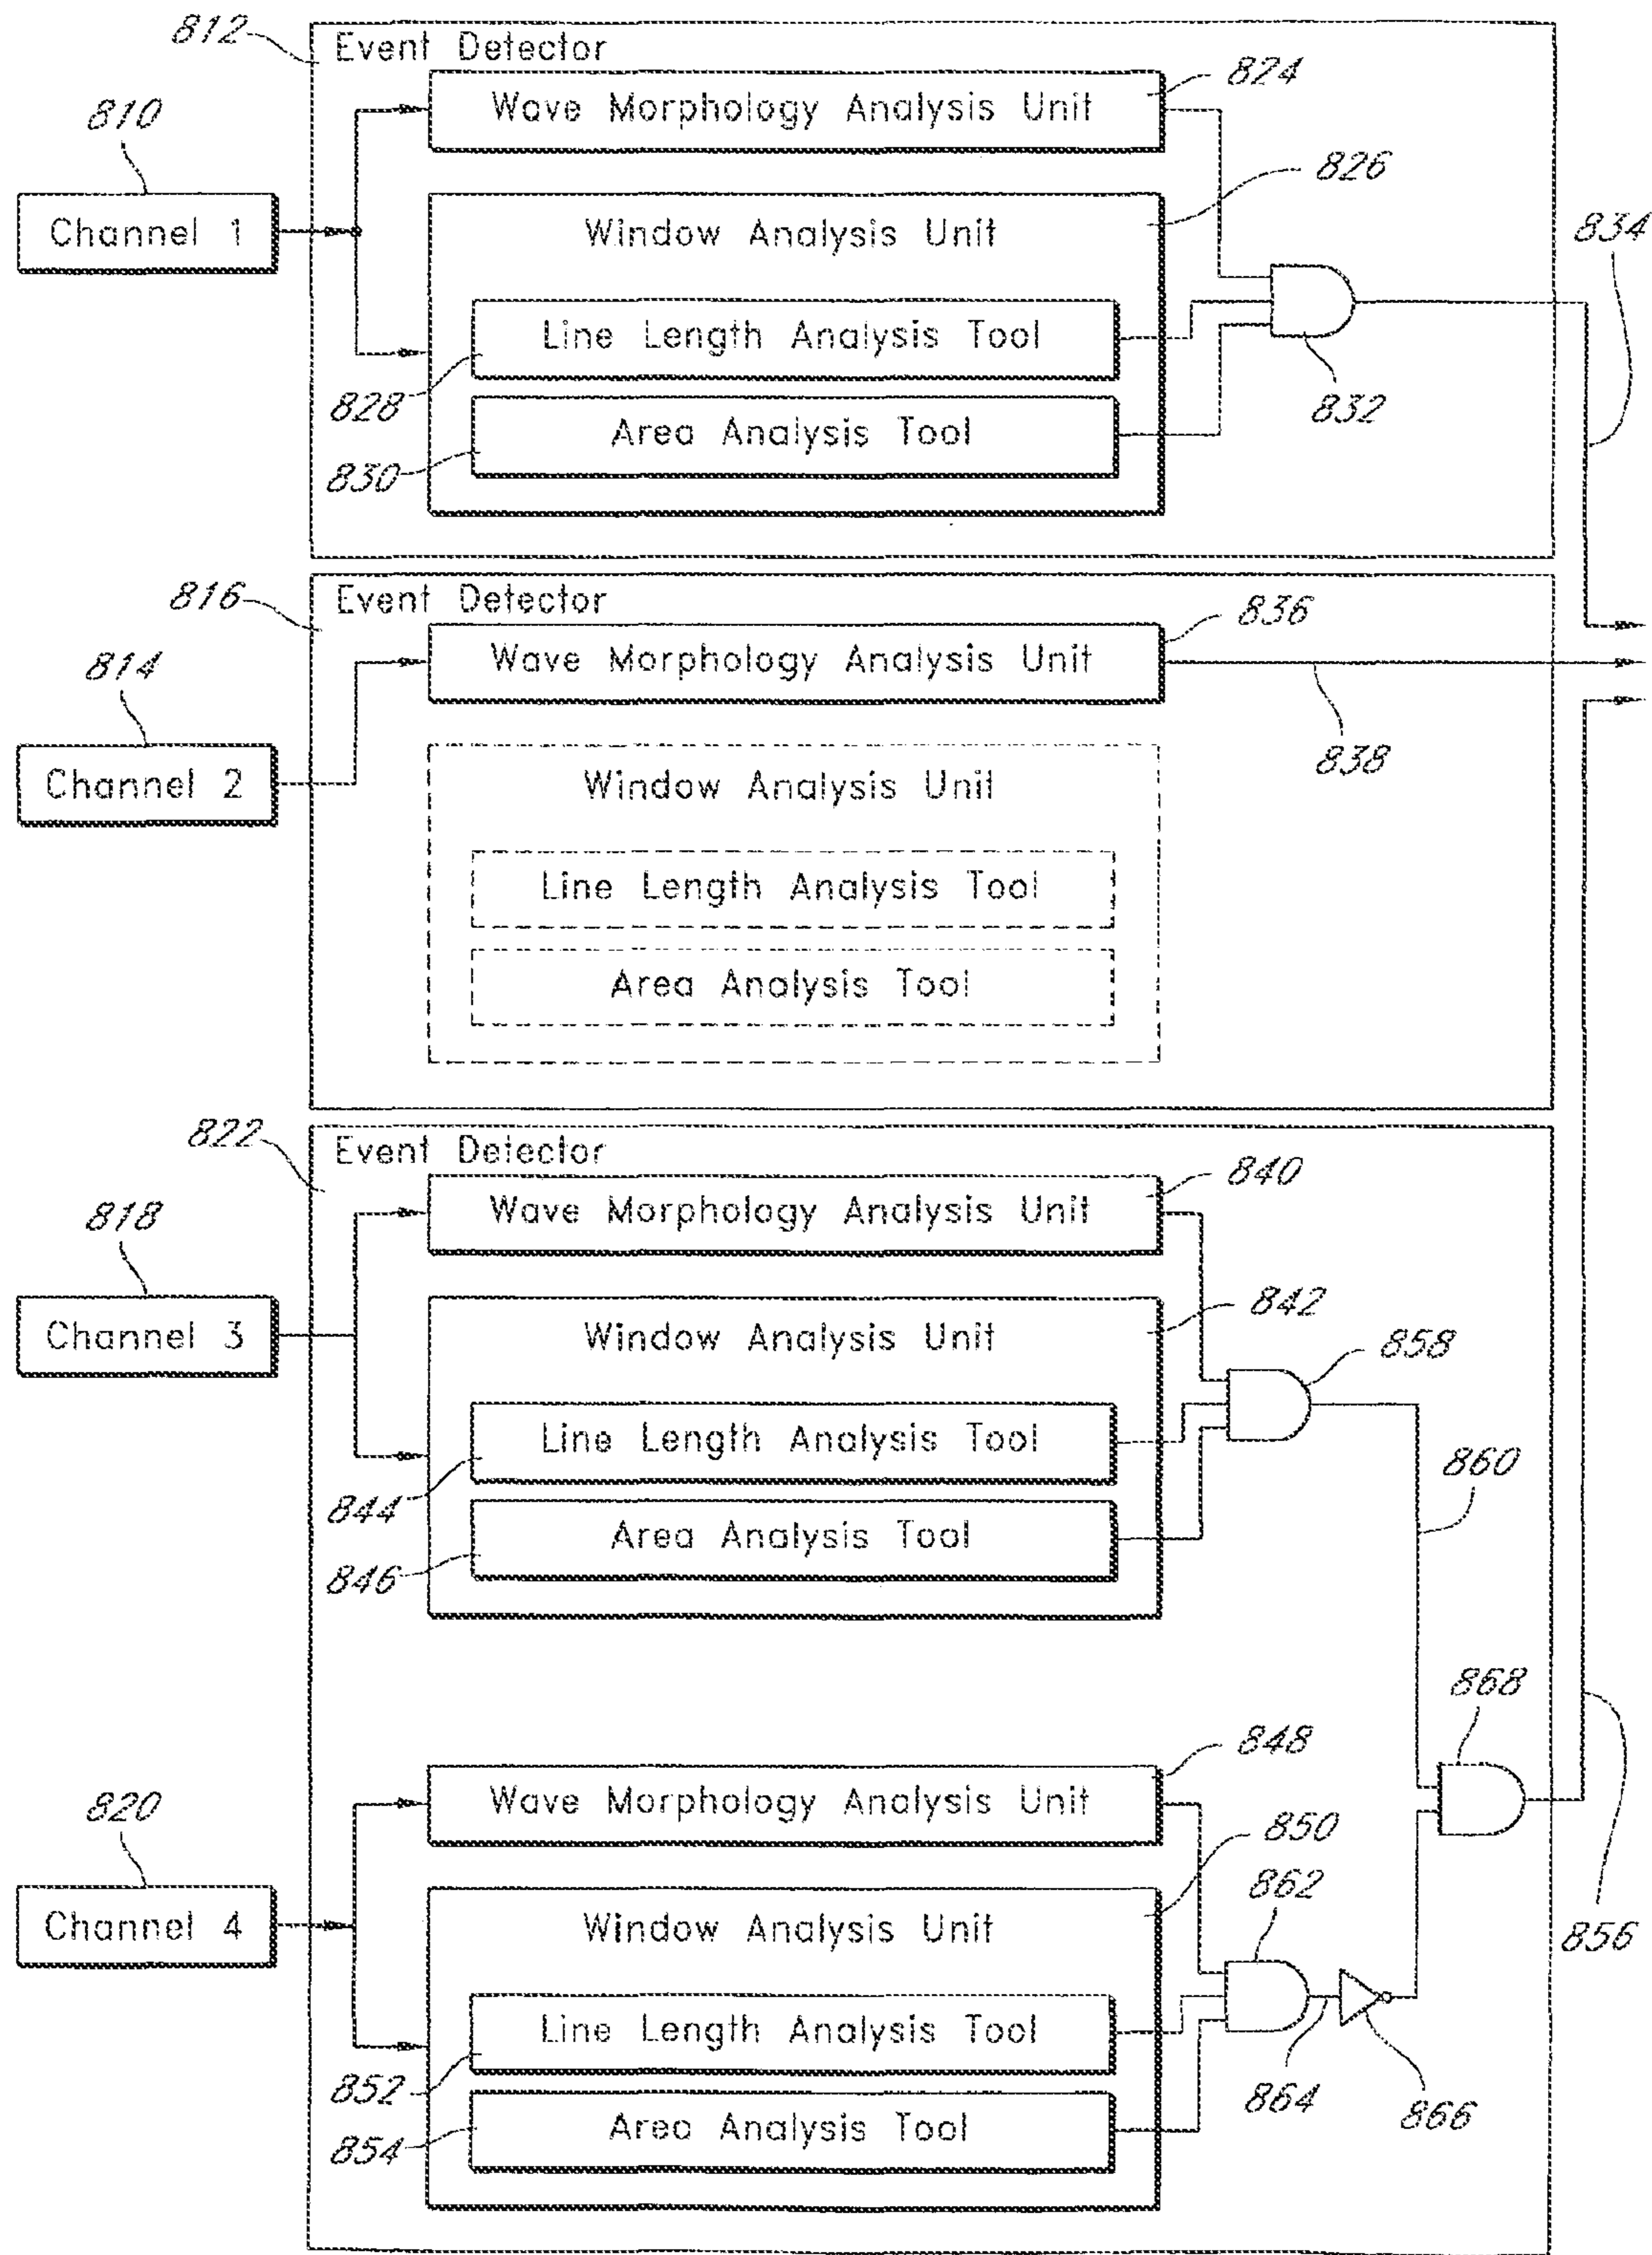 812
Event Detector
824
Wave Morphology Analysis Unit
810
826
Channel 1
Window Analysis Unit
834
Line Length Analysis Tool
828
832
Area Analysis Tool
830
816
Event Detector
836
Wave Morphology Analysis Unit
814
838
Channel 2
Window Analysis Unit
Line Length Analysis Tool
Area Analysis Tool
822
Event Detector
840
Wave Morphology Analysis Unit
818
842
Channel 3
Window Analysis Unit
858
Line Length Analysis Tool
860
844
Area Analysis Tool
846
868
848
Wave Morphology Analysis Unit
820
850
862
Channel 4
Window Analysis Unit
856
Line Length Analysis Tool
852
864
866
Area Analysis Tool
854